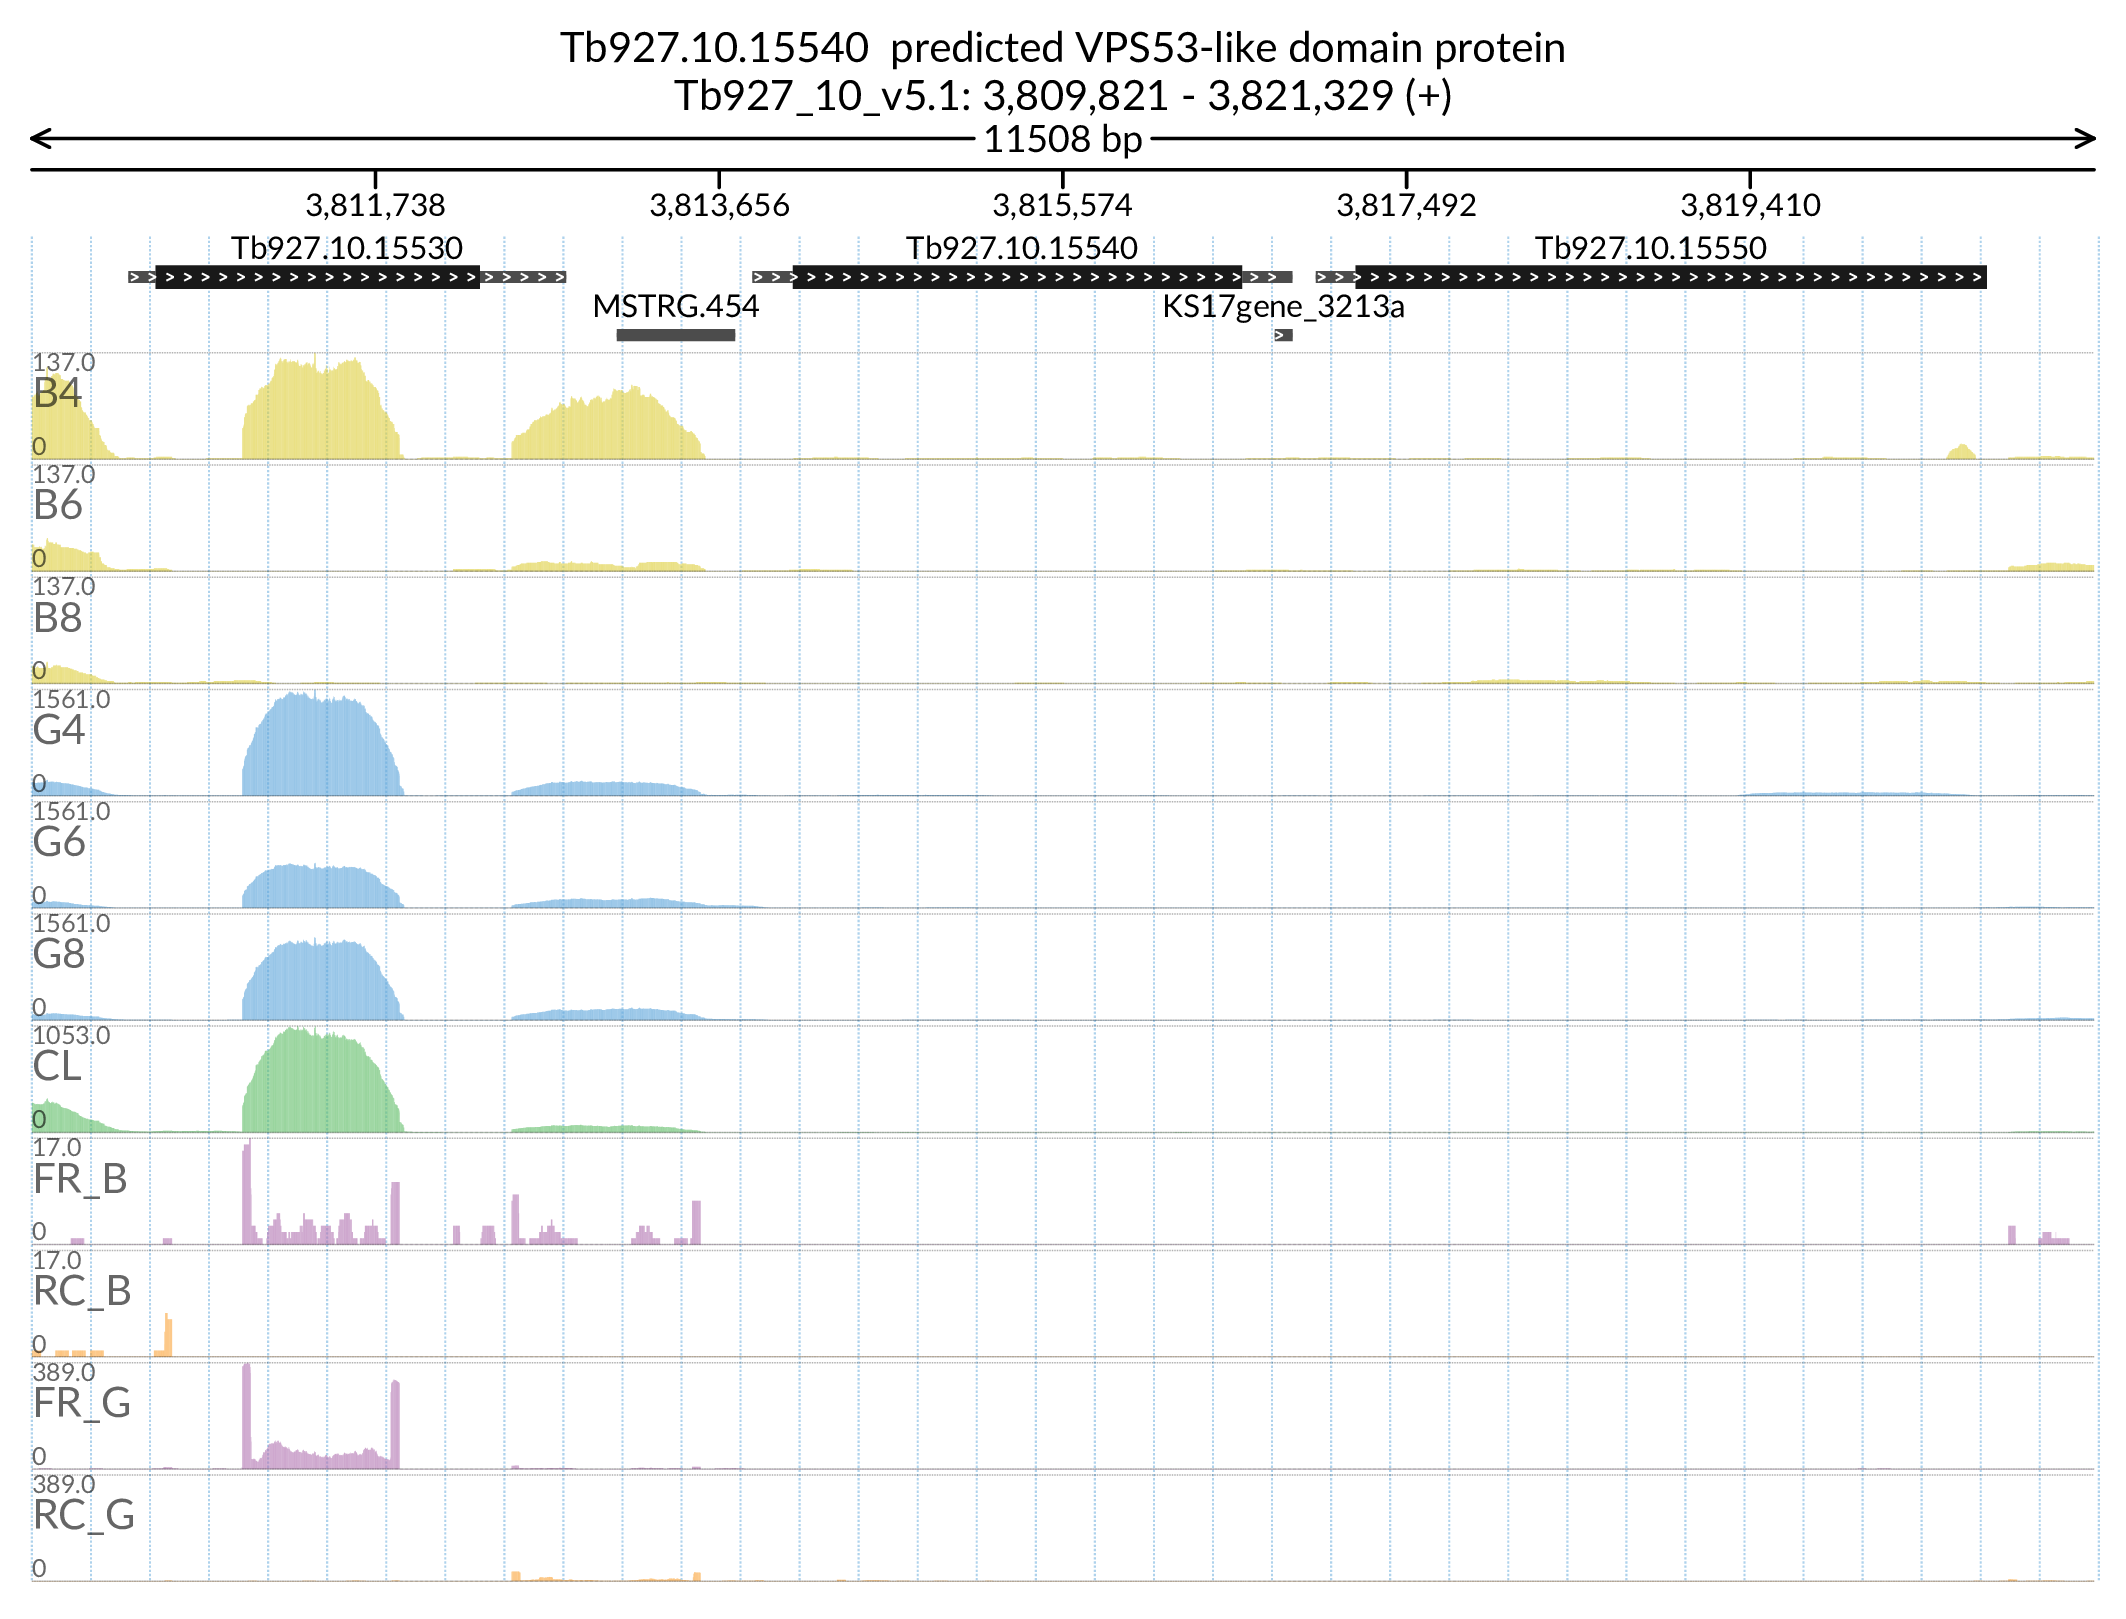 Tb927.10.15540  predicted VPS53-like domain protein
Tb927_10_v5.1: 3,809,821 - 3,821,329 (+)
11508 bp
3,811,738 3,813,656 3,815,574 3,817,492 3,819,410
Tb927.10.15530 Tb927.10.15540 Tb927.10.15550
MSTRG.454 KS17gene_3213a
137.0
B4
0
137.0
B6
0
137.0
B8
0
1561.0
G4
0
1561.0
G6
0
1561.0
G8
0
1053.0
CL
0
17.0
FR_B
0
17.0
RC_B
0
389.0
FR_G
0
389.0
RC_G
0